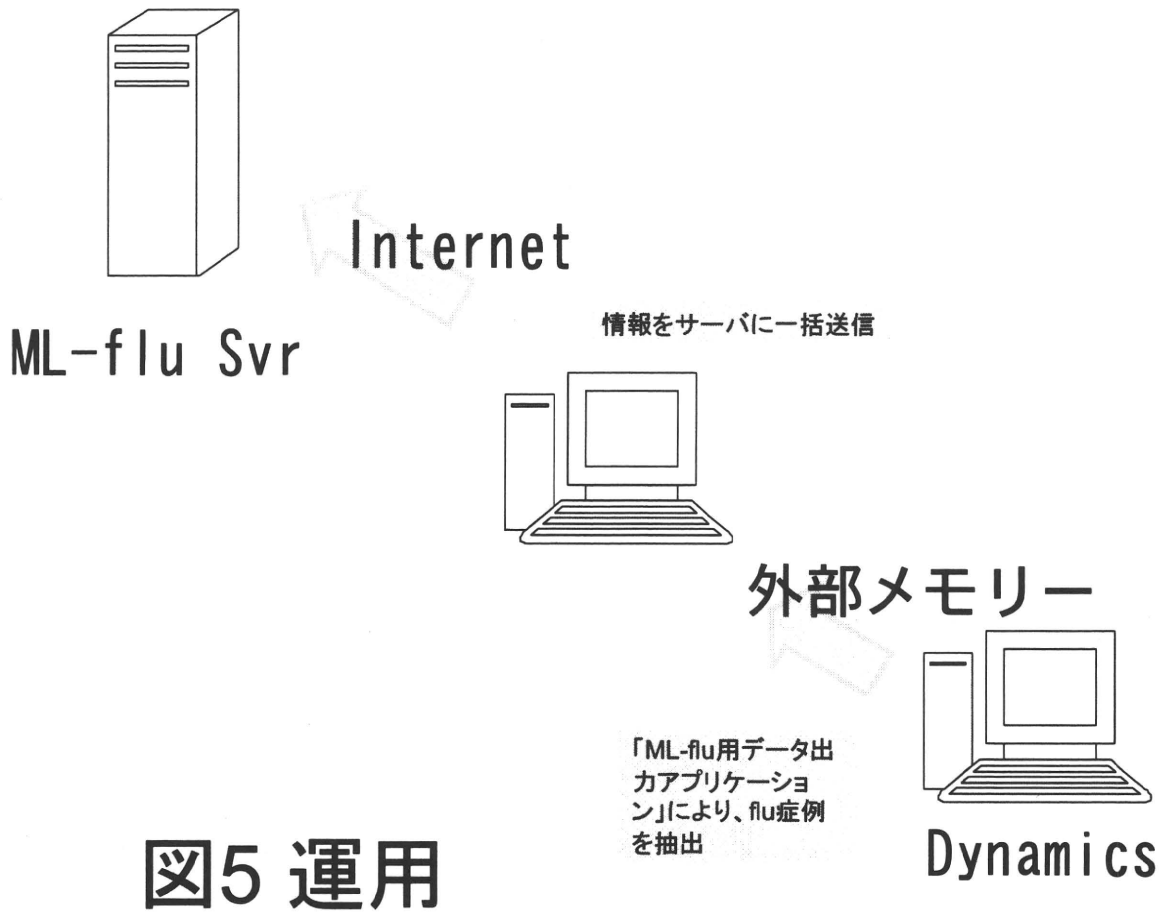 Internet
ML-flu Svr
情報をサーバに一括送信
外部メモリー
「ML-flu用データ出
力アプリケーショ
ン」により、flu症例
を抽出
Dynamics
図5 運用